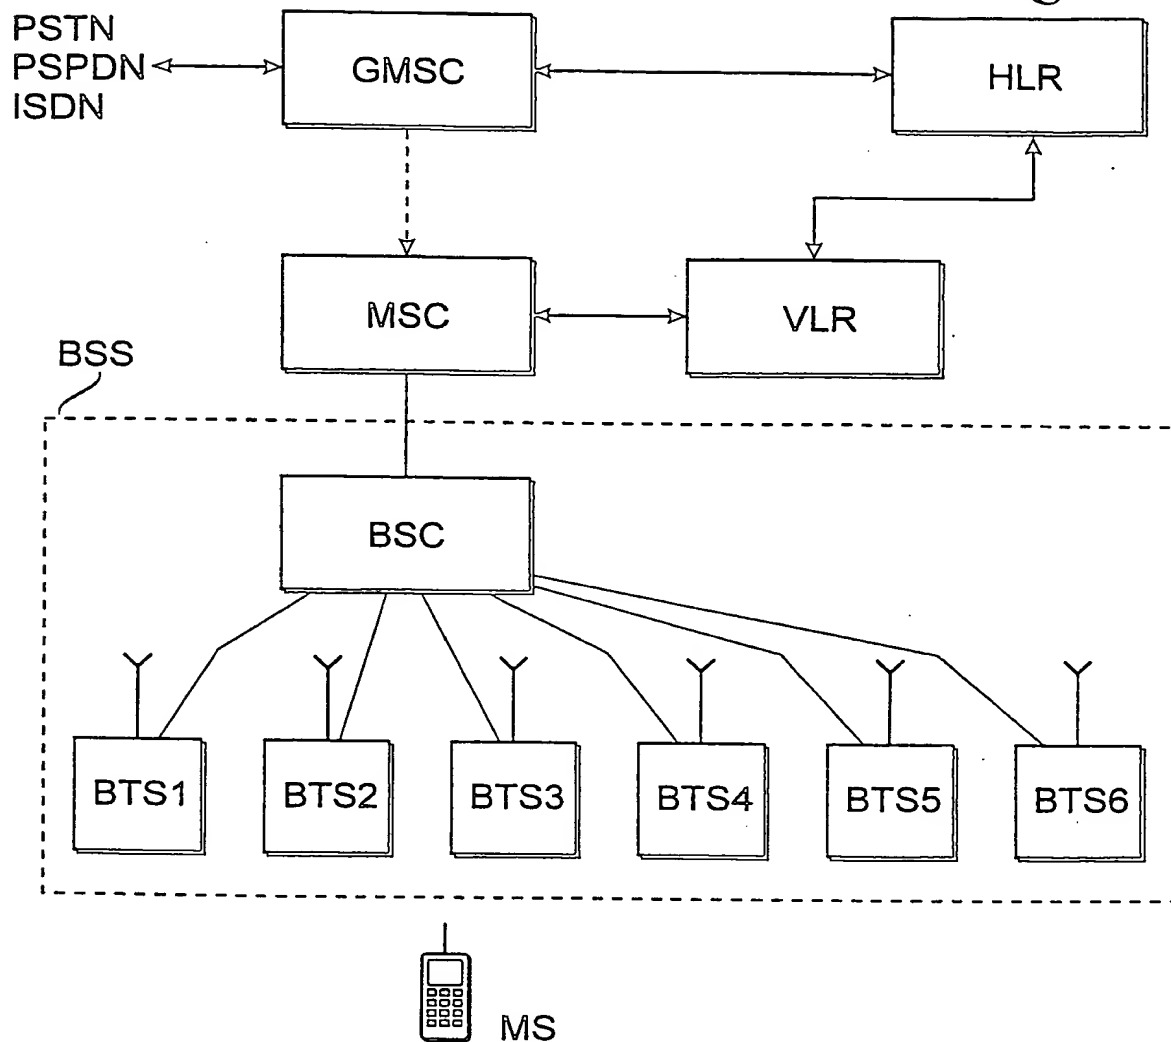 PSTN
PSPDN
ISDN
GMSC
HLR
MSC
VLR
BSS
BSC
BTS1
BTS2
BTS3
BTS4
BTS5
BTS6
MS